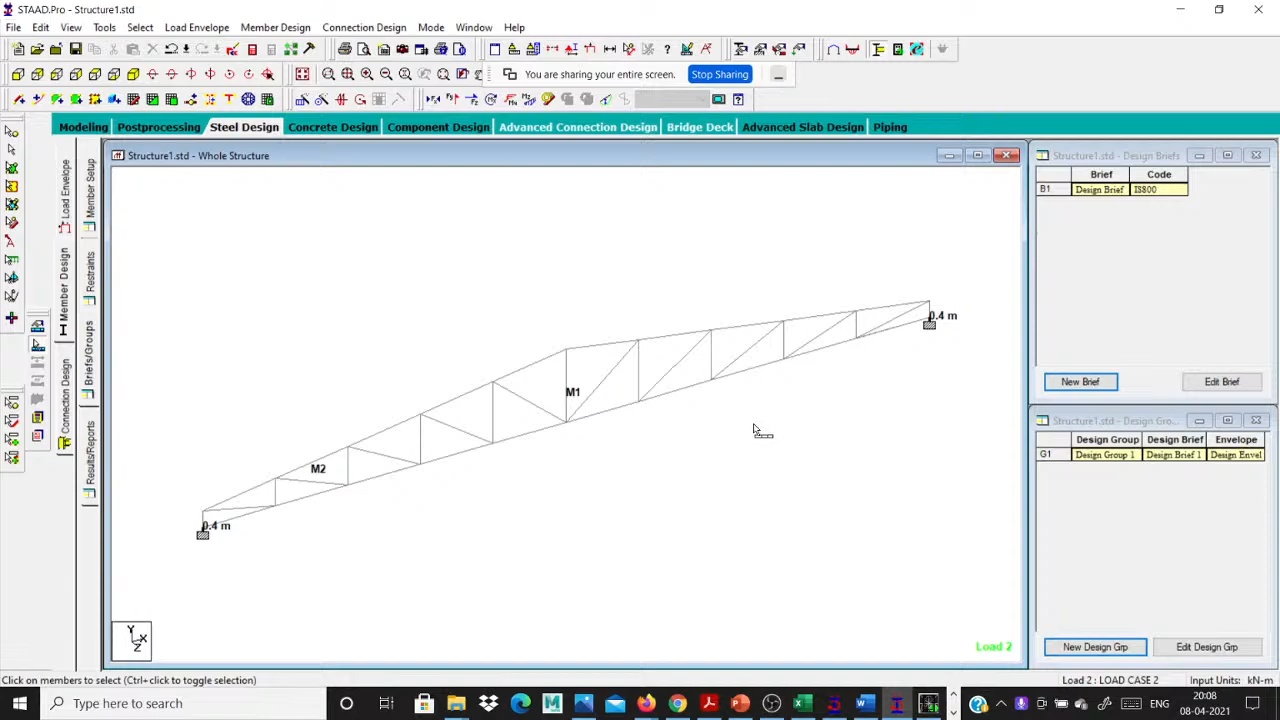 STAAD.Pro - Structure1.std
File Edit View Tools Select Load Envelope Member Design Connection Design Mode Report Window Help
You are sharing your entire screen. Stop Sharing
Modeling Postprocessing Steel Design Concrete Design Component Design Advanced Connection Design Bridge Deck Advanced Slab Design Piping
Structure1.std - Whole Structure
Load Envelope
Member Design
Connection Design
Member Setup
Restraints
Briefs/Groups
Results/Reports
0.4 m
M1
M2
0.4 m
Y
X
Z
Load 2
Structure1.std - Design Briefs
Brief Code
B1 Design Brief IS800
New Brief Edit Brief
Structure1.std - Design Gro...
Design Group Design Brief Envelope
G1 Design Group 1 Design Brief 1 Design Envel
New Design Grp Edit Design Grp
Click on members to select (Ctrl+click to toggle selection)
Load 2 : LOAD CASE 2 Input Units: kN-m
Type here to search
ENG
20:08
08-04-2021